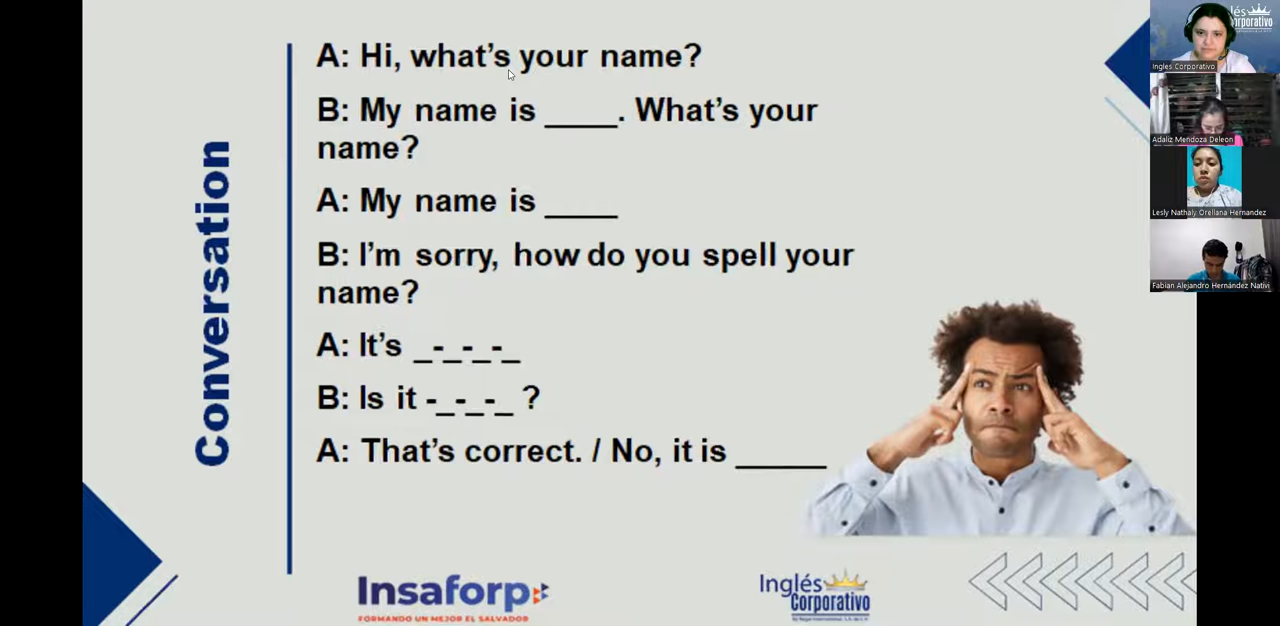 Conversation
A: Hi, what's your name?
B: My name is ____. What's your
name?
A: My name is ____
B: I'm sorry, how do you spell your
name?
A: It's _-_-_-_
B: Is it -_-_-_ ?
A: That's correct. / No, it is _____
Insaforp
FORMANDO UN MEJOR EL SALVADOR
Inglés
Corporativo
Inglés Corporativo
Adaliz Mendoza Deleon
Lesly Nathaly Orellana Hernandez
Fabian Alejandro Hernández Nativi